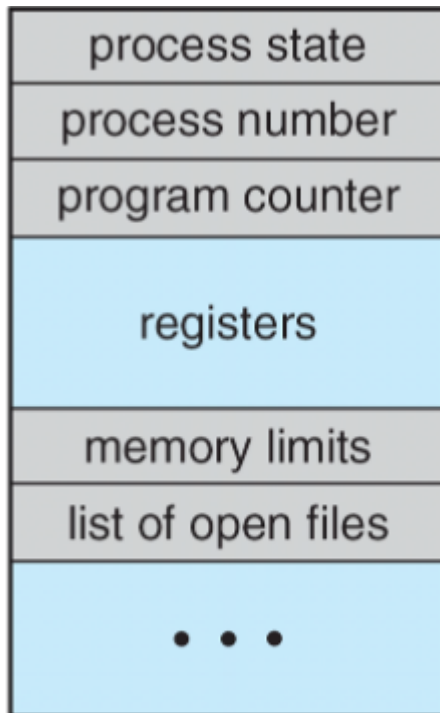 process state
process number
program counter
registers
memory limits
list of open files
• • •